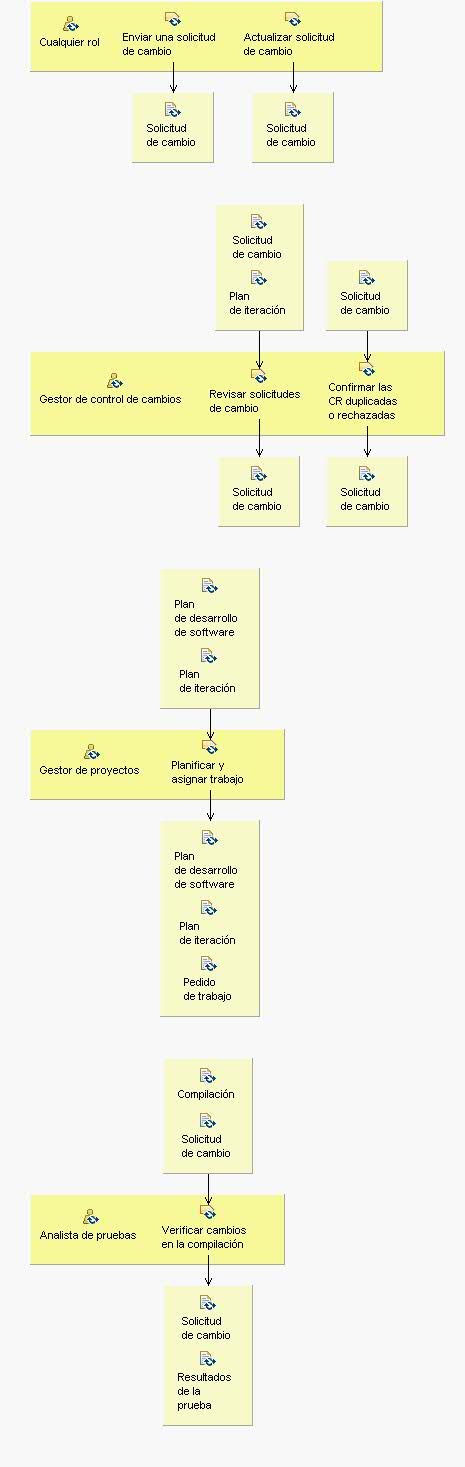 Cualquier rol
Enviar una solicitud
de cambio
Actualizar solicitud
de cambio
Solicitud
de cambio
Solicitud
de cambio
Solicitud
de cambio
Plan
de iteración
Solicitud
de cambio
Gestor de control de cambios
Revisar solicitudes
de cambio
Confirmar las
CR duplicadas
o rechazadas
Solicitud
de cambio
Solicitud
de cambio
Plan
de desarrollo
de software
Plan
de iteración
Gestor de proyectos
Planificar y
asignar trabajo
Plan
de desarrollo
de software
Plan
de iteración
Pedido
de trabajo
Compilación
Solicitud
de cambio
Analista de pruebas
Verificar cambios
en la compilación
Solicitud
de cambio
Resultados
de la
prueba